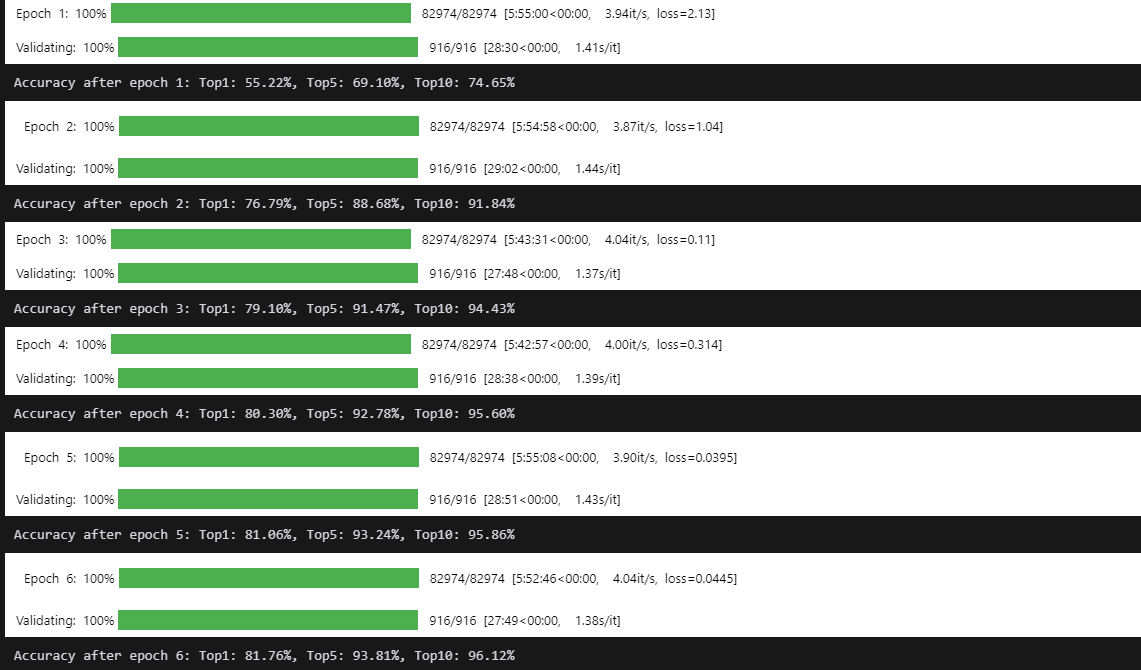 Epoch 1: 100% 82974/82974 [5:55:00<00:00, 3.94it/s, loss=2.13]
Validating: 100% 916/916 [28:30<00:00, 1.41s/it]
Accuracy after epoch 1: Top1: 55.22%, Top5: 69.10%, Top10: 74.65%
Epoch 2: 100% 82974/82974 [5:54:58<00:00, 3.87it/s, loss=1.04]
Validating: 100% 916/916 [29:02<00:00, 1.44s/it]
Accuracy after epoch 2: Top1: 76.79%, Top5: 88.68%, Top10: 91.84%
Epoch 3: 100% 82974/82974 [5:43:31<00:00, 4.04it/s, loss=0.11]
Validating: 100% 916/916 [27:48<00:00, 1.37s/it]
Accuracy after epoch 3: Top1: 79.10%, Top5: 91.47%, Top10: 94.43%
Epoch 4: 100% 82974/82974 [5:42:57<00:00, 4.00it/s, loss=0.314]
Validating: 100% 916/916 [28:38<00:00, 1.39s/it]
Accuracy after epoch 4: Top1: 80.30%, Top5: 92.78%, Top10: 95.60%
Epoch 5: 100% 82974/82974 [5:55:08<00:00, 3.90it/s, loss=0.0395]
Validating: 100% 916/916 [28:51<00:00, 1.43s/it]
Accuracy after epoch 5: Top1: 81.06%, Top5: 93.24%, Top10: 95.86%
Epoch 6: 100% 82974/82974 [5:52:46<00:00, 4.04it/s, loss=0.0445]
Validating: 100% 916/916 [27:49<00:00, 1.38s/it]
Accuracy after epoch 6: Top1: 81.76%, Top5: 93.81%, Top10: 96.12%